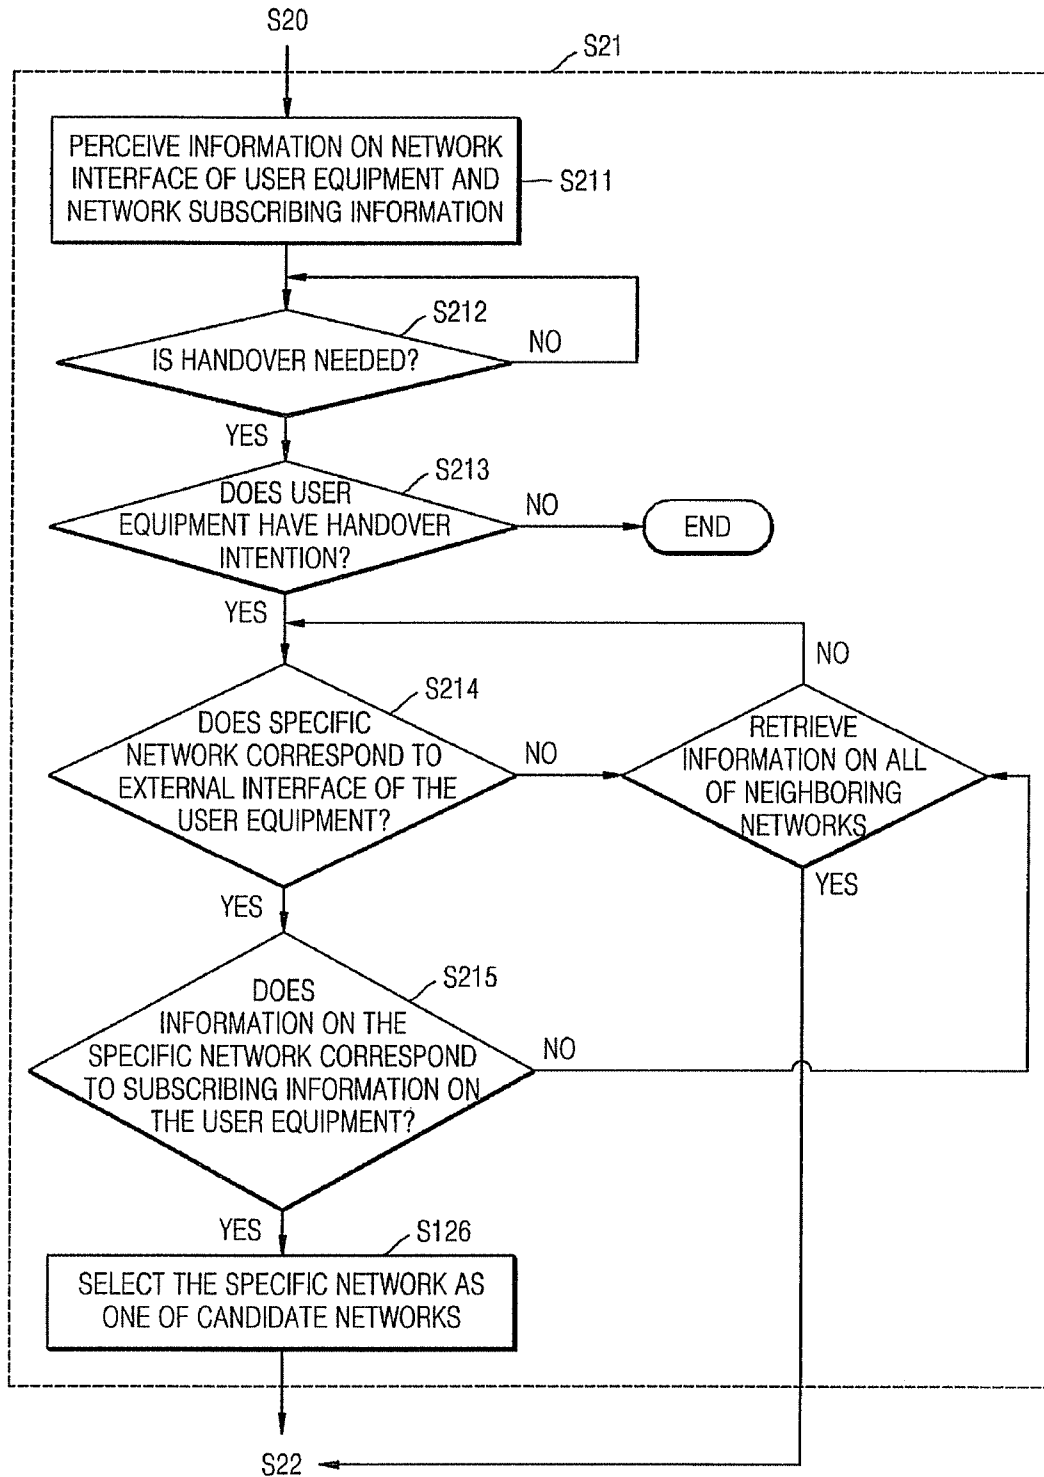 S20
S21
PERCEIVE INFORMATION ON NETWORK
INTERFACE OF USER EQUIPMENT AND
NETWORK SUBSCRIBING INFORMATION
S211
S212
IS HANDOVER NEEDED?
NO
YES
S213
DOES USER
EQUIPMENT HAVE HANDOVER
INTENTION?
NO
END
YES
S214
DOES SPECIFIC
NETWORK CORRESPOND TO
EXTERNAL INTERFACE OF THE
USER EQUIPMENT?
NO
NO
RETRIEVE
INFORMATION ON ALL
OF NEIGHBORING
NETWORKS
YES
YES
S215
DOES
INFORMATION ON THE
SPECIFIC NETWORK CORRESPOND
TO SUBSCRIBING INFORMATION ON
THE USER EQUIPMENT?
NO
YES
S126
SELECT THE SPECIFIC NETWORK AS
ONE OF CANDIDATE NETWORKS
S22